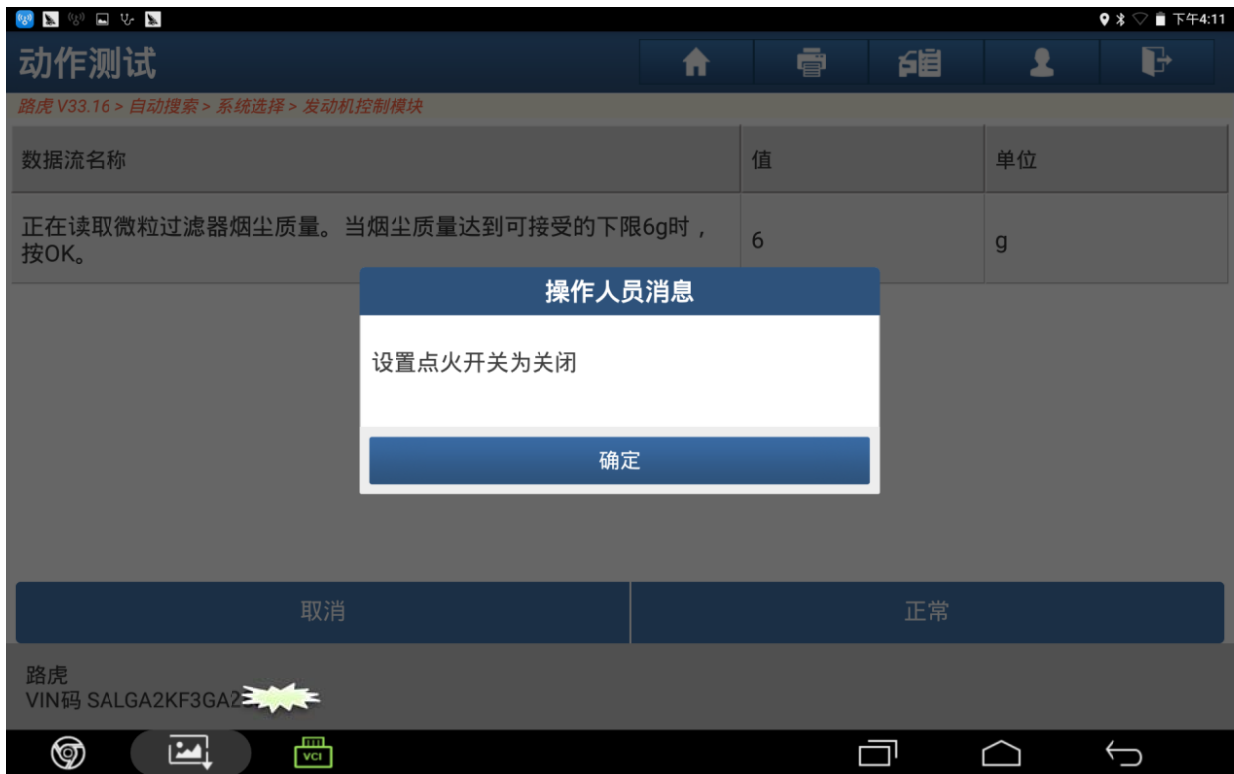 下午4:11
动作测试
路虎 V33.16 > 自动搜索 > 系统选择 > 发动机控制模块
数据流名称 值 单位
正在读取微粒过滤器烟尘质量。当烟尘质量达到可接受的下限6g时，
按OK。 6 g
操作人员消息
设置点火开关为关闭
确定
取消 正常
路虎
VIN码 SALGA2KF3GA2
VCI